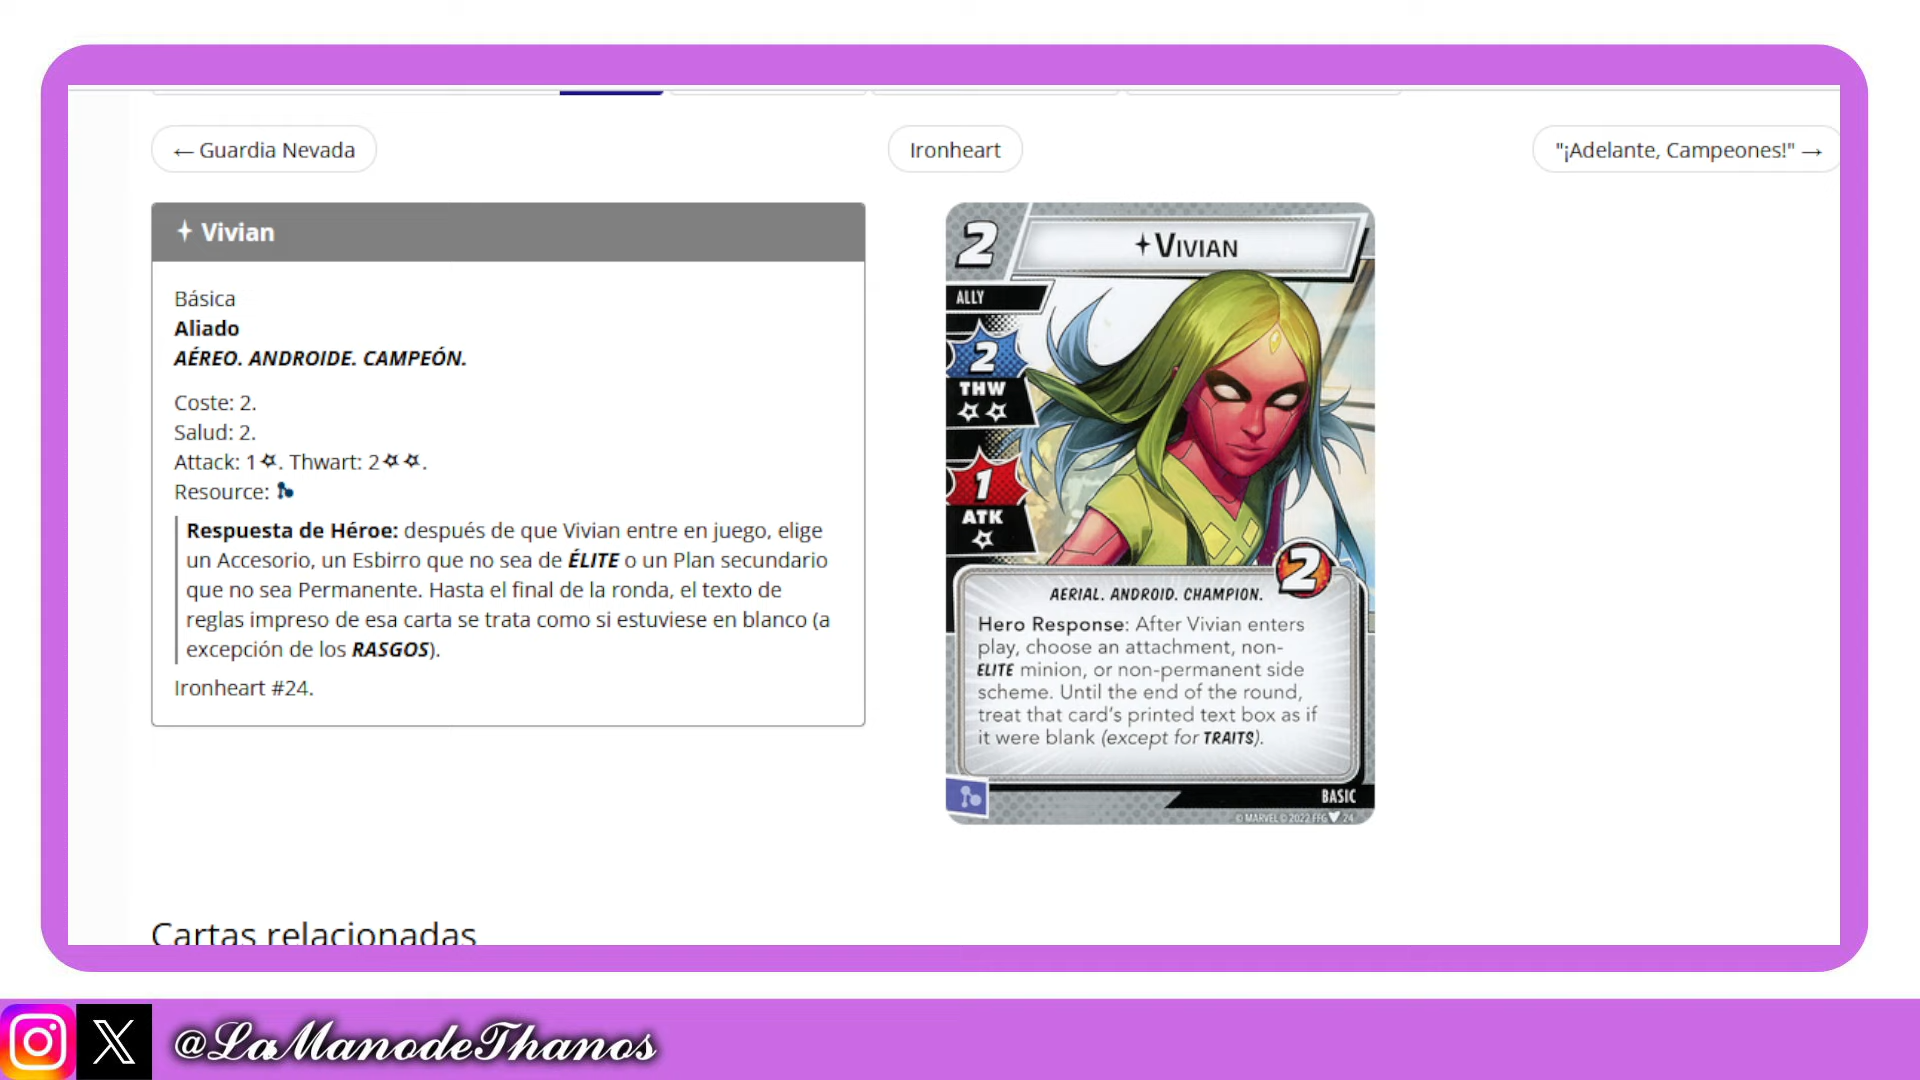 ← Guardia Nevada
Ironheart
"¡Adelante, Campeones!" →
Vivian
Básica
Aliado
AÉREO. ANDROIDE. CAMPEÓN.
Coste: 2.
Salud: 2.
Attack: 1. Thwart: 2.
Resource:
Respuesta de Héroe: después de que Vivian entre en juego, elige
un Accesorio, un Esbirro que no sea de ÉLITE o un Plan secundario
que no sea Permanente. Hasta el final de la ronda, el texto de
reglas impreso de esa carta se trata como si estuviese en blanco (a
excepción de los RASGOS).
Ironheart #24.
2
VIVIAN
ALLY
2
THW
1
ATK
2
AERIAL. ANDROID. CHAMPION.
Hero Response: After Vivian enters
play, choose an attachment, non-
ELITE minion, or non-permanent side
scheme. Until the end of the round,
treat that card's printed text box as if
it were blank (except for TRAITS).
BASIC
© MARVEL © 2022 FFG 24
Cartas relacionadas
@LaManodeThanos